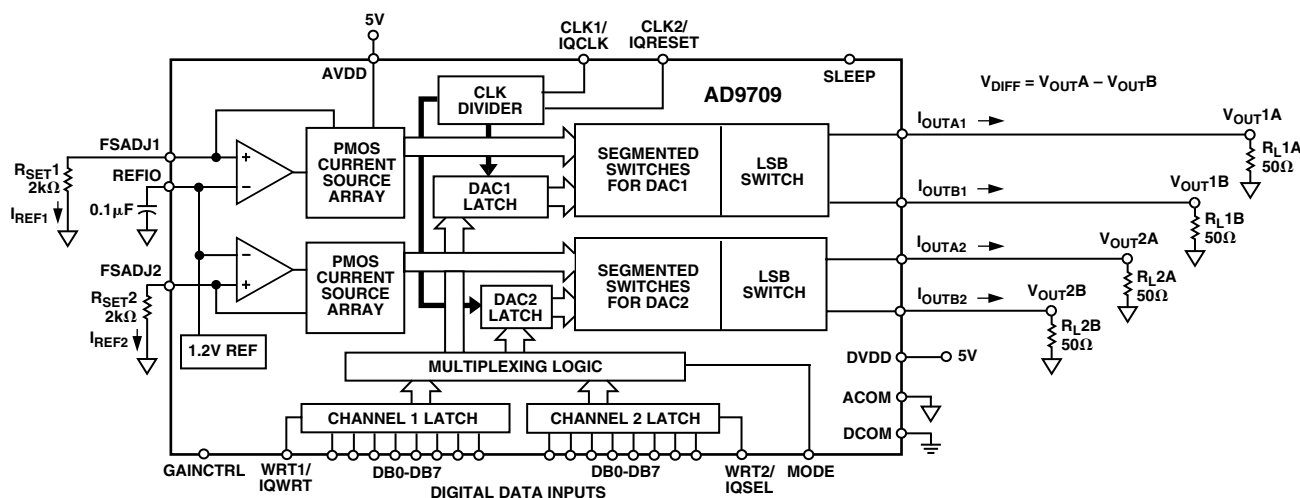 5V
CLK1/
IQCLK
CLK2/
IQRESET
AVDD
SLEEP
CLK
DIVIDER
AD9709
V_DIFF = V_OUTA – V_OUTB
FSADJ1
R_SET1
2kΩ
I_REF1
REFIO
0.1µF
+
–
PMOS
CURRENT
SOURCE
ARRAY
DAC1
LATCH
SEGMENTED
SWITCHES
FOR DAC1
LSB
SWITCH
I_OUTA1
V_OUT1A
R_L1A
50Ω
I_OUTB1
V_OUT1B
R_L1B
50Ω
FSADJ2
R_SET2
2kΩ
I_REF2
–
+
PMOS
CURRENT
SOURCE
ARRAY
DAC2
LATCH
SEGMENTED
SWITCHES
FOR DAC2
LSB
SWITCH
I_OUTA2
V_OUT2A
R_L2A
50Ω
I_OUTB2
V_OUT2B
R_L2B
50Ω
1.2V REF
MULTIPLEXING LOGIC
DVDD
5V
CHANNEL 1 LATCH
CHANNEL 2 LATCH
ACOM
DCOM
GAINCTRL
WRT1/
IQWRT
DB0-DB7
DB0-DB7
WRT2/
IQSEL
MODE
DIGITAL DATA INPUTS